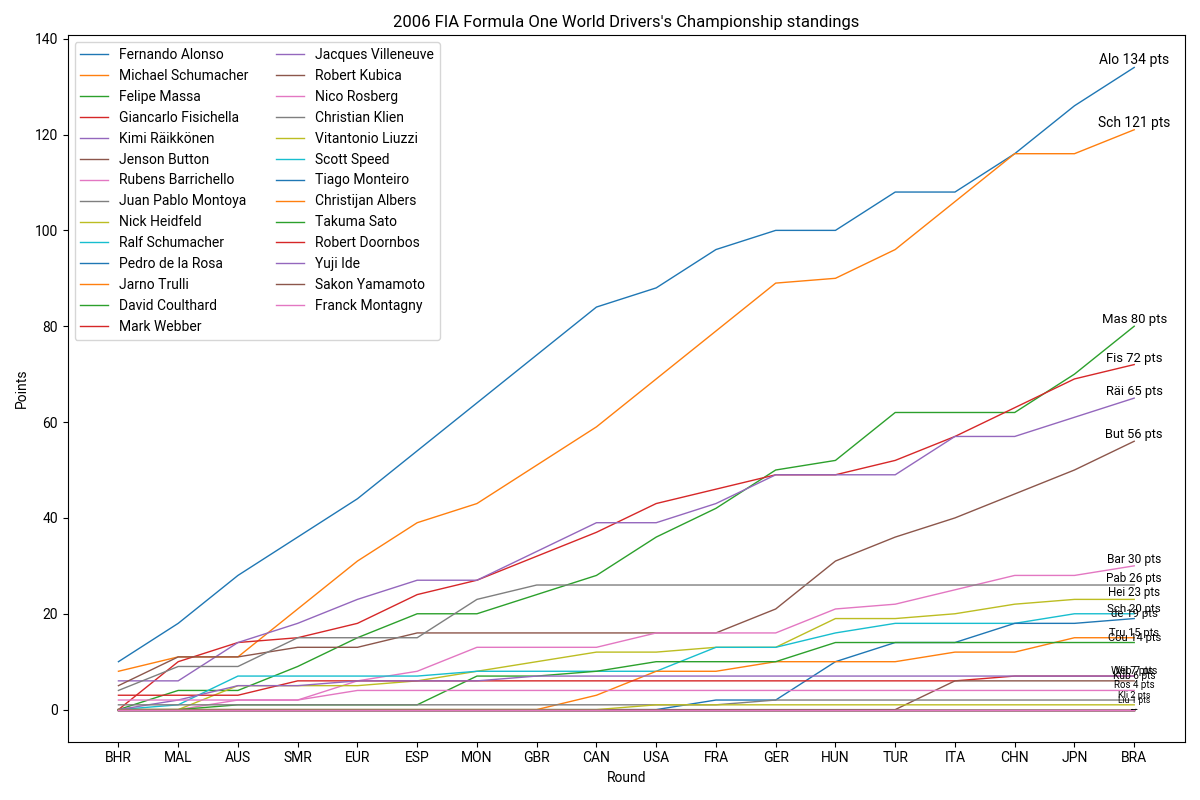 2006 FIA Formula One World Drivers's Championship standings
140
120
100
80
60
40
20
0
Points
Fernando Alonso
Michael Schumacher
Felipe Massa
Giancarlo Fisichella
Kimi Räikkönen
Jenson Button
Rubens Barrichello
Juan Pablo Montoya
Nick Heidfeld
Ralf Schumacher
Pedro de la Rosa
Jarno Trulli
David Coulthard
Mark Webber
Jacques Villeneuve
Robert Kubica
Nico Rosberg
Christian Klien
Vitantonio Liuzzi
Scott Speed
Tiago Monteiro
Christijan Albers
Takuma Sato
Robert Doornbos
Yuji Ide
Sakon Yamamoto
Franck Montagny
Alo 134 pts
Sch 121 pts
Mas 80 pts
Fis 72 pts
Räi 65 pts
But 56 pts
Bar 30 pts
Pab 26 pts
Hei 23 pts
Sch 20 pts
de 19 pts
Tru 15 pts
Cou 14 pts
Kub 6 pts
Ros 4 pts
Kli 2 pts
Liu 1 pts
BHR MAL AUS SMR EUR ESP MON GBR CAN USA FRA GER HUN TUR ITA CHN JPN BRA
Round